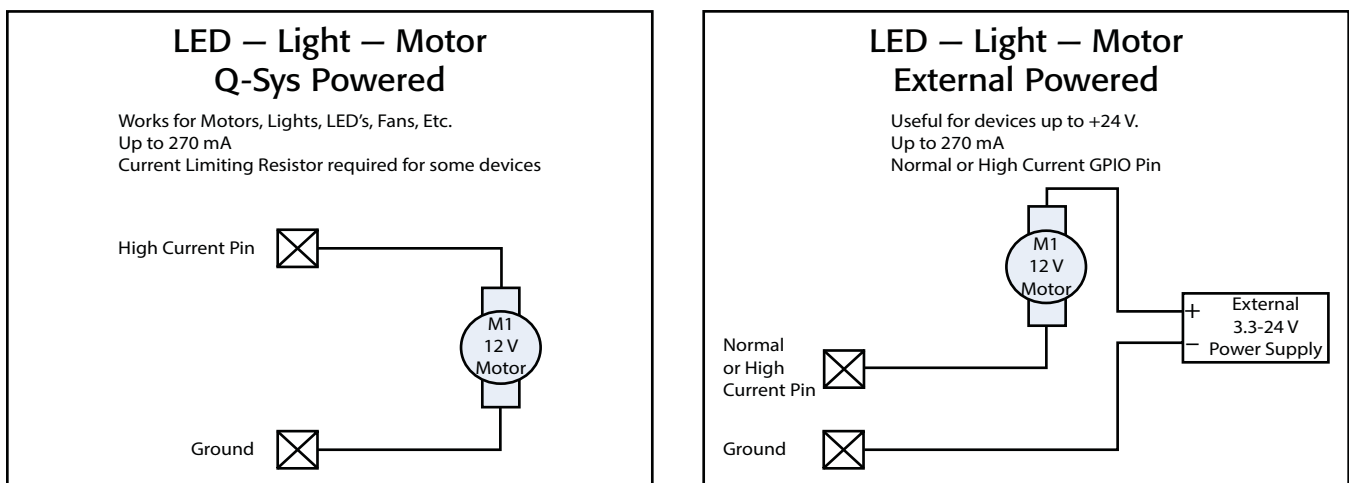 LED – Light – Motor
Q-Sys Powered
Works for Motors, Lights, LED's, Fans, Etc.
Up to 270 mA
Current Limiting Resistor required for some devices
High Current Pin
M1
12 V
Motor
Ground
LED – Light – Motor
External Powered
Useful for devices up to +24 V.
Up to 270 mA
Normal or High Current GPIO Pin
M1
12 V
Motor
+ External
3.3-24 V
– Power Supply
Normal
or High
Current Pin
Ground